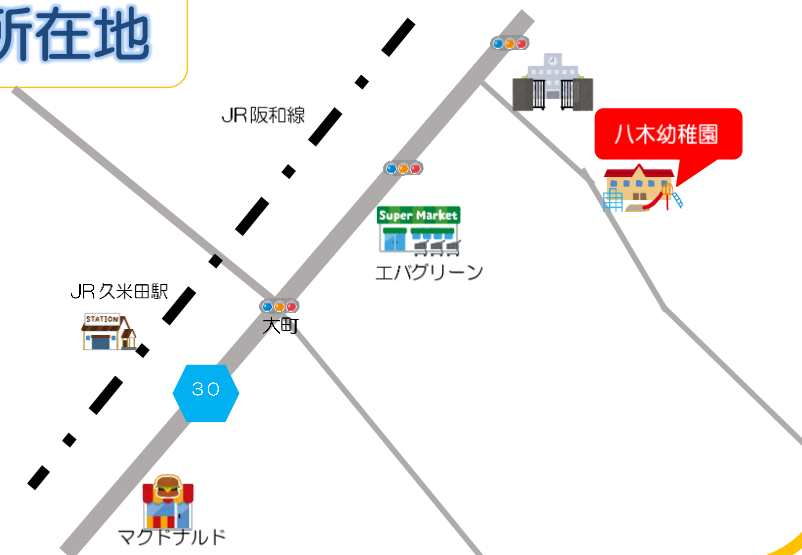 所在地
JR阪和線
八木幼稚園
Super Market
エバグリーン
JR久米田駅
STATION
大町
30
マクドナルド